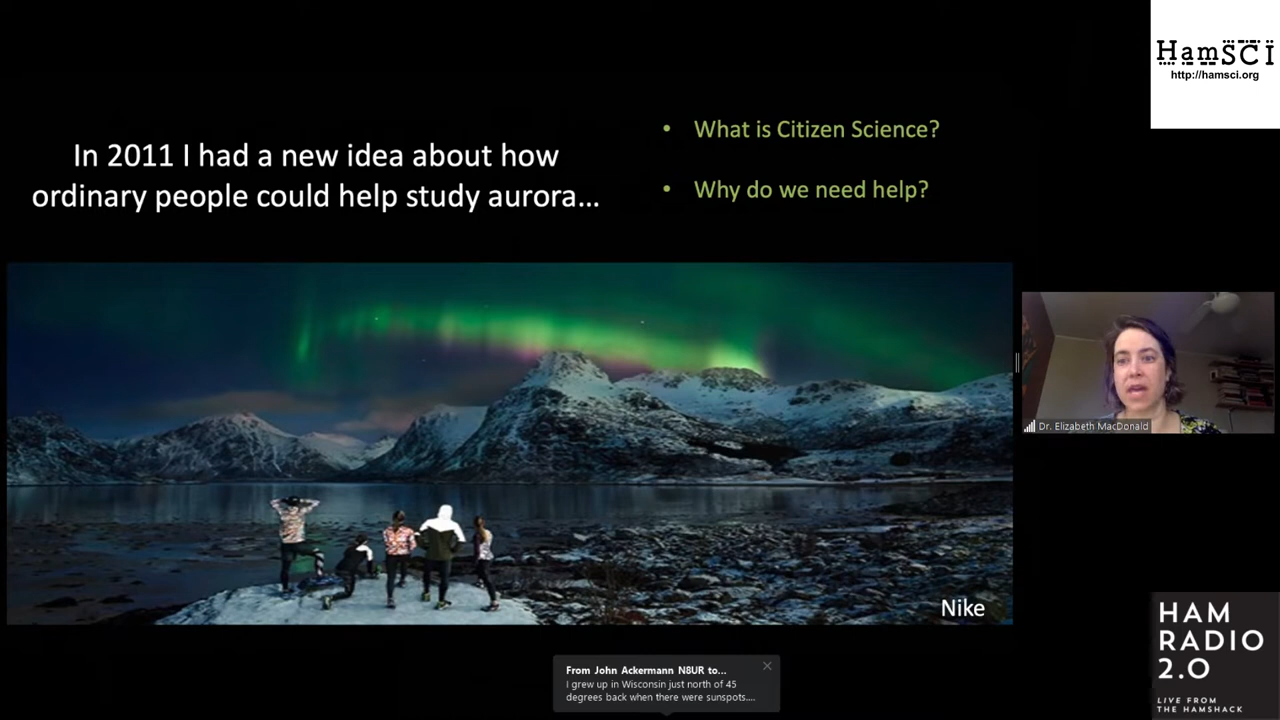 In 2011 I had a new idea about how
ordinary people could help study aurora...
• What is Citizen Science?
• Why do we need help?
HamSCI
http://hamsci.org
Dr. Elizabeth MacDonald
Nike
HAM
RADIO
2.0
LIVE FROM
THE HAMSHACK
From John Ackermann N8UR to...
I grew up in Wisconsin just north of 45
degrees back when there were sunspots....